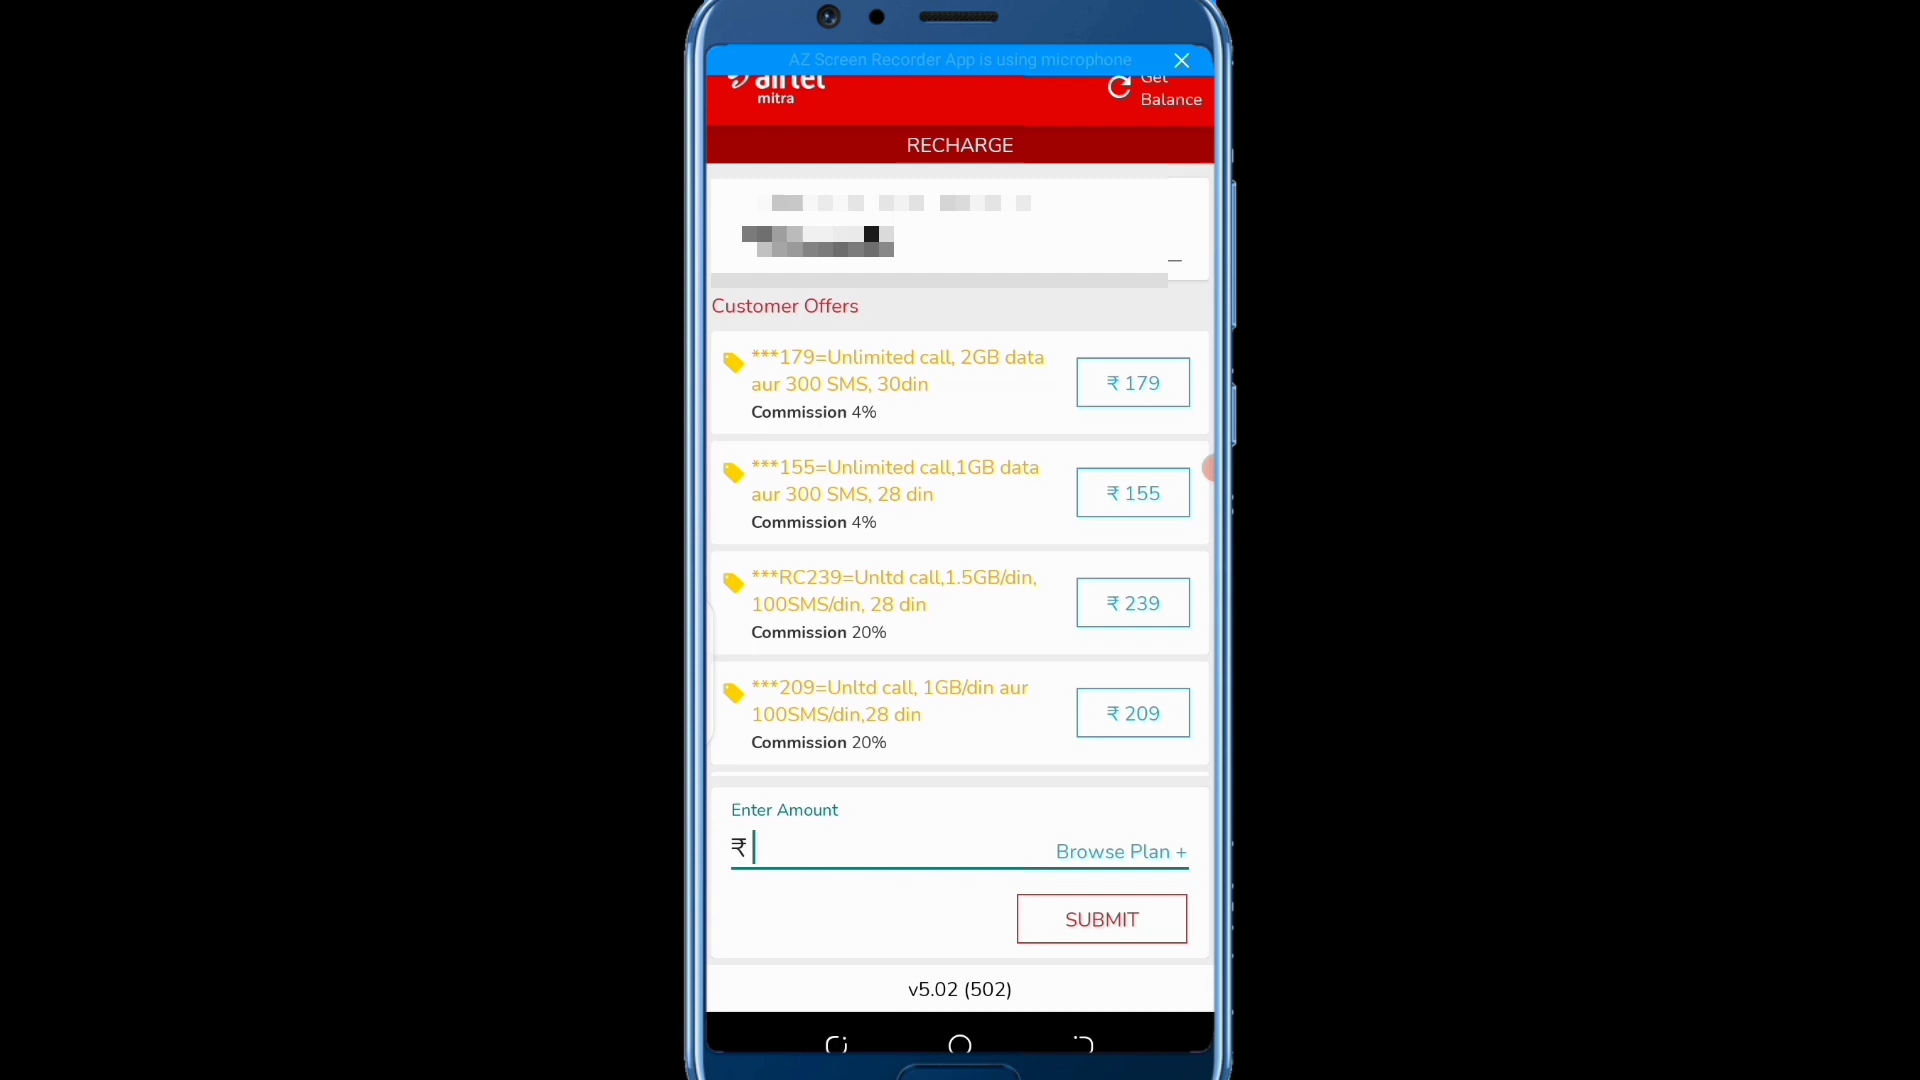 AZ Screen Recorder App is using microphone
airtel
mitra
Get
Balance
RECHARGE
Customer Offers
***179=Unlimited call, 2GB data
aur 300 SMS, 30din
₹ 179
Commission 4%
***155=Unlimited call,1GB data
aur 300 SMS, 28 din
₹ 155
Commission 4%
***RC239=Unltd call,1.5GB/din,
100SMS/din, 28 din
₹ 239
Commission 20%
***209=Unltd call, 1GB/din aur
100SMS/din,28 din
₹ 209
Commission 20%
Enter Amount
₹
Browse Plan +
SUBMIT
v5.02 (502)